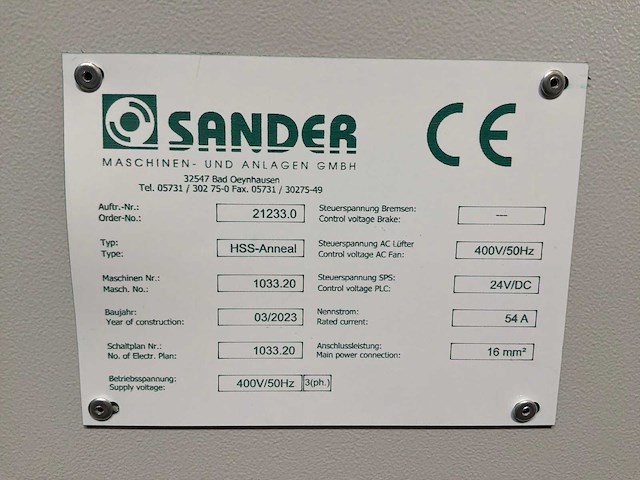 SANDER
CE
MASCHINEN- UND ANLAGEN GMBH
32547 Bad Oeynhausen
Tel. 05731 / 302 75-0 Fax. 05731 / 30275-49
Auftr.-Nr.:
Order-No.:
21233.0
Steuerspannung Bremsen:
Control voltage Brake:
---
Typ:
Type:
HSS-Anneal
Steuerspannung AC Lüfter
Control voltage AC Fan:
400V/50Hz
Maschinen Nr.:
Masch. No.:
1033.20
Steuerspannung SPS:
Control voltage PLC:
24V/DC
Baujahr:
Year of construction:
03/2023
Nennstrom:
Rated current:
54 A
Schaltplan Nr.:
No. of Electr. Plan:
1033.20
Anschlussleistung:
Main power connection:
16 mm²
Betriebsspannung:
Supply voltage:
400V/50Hz 3(ph.)